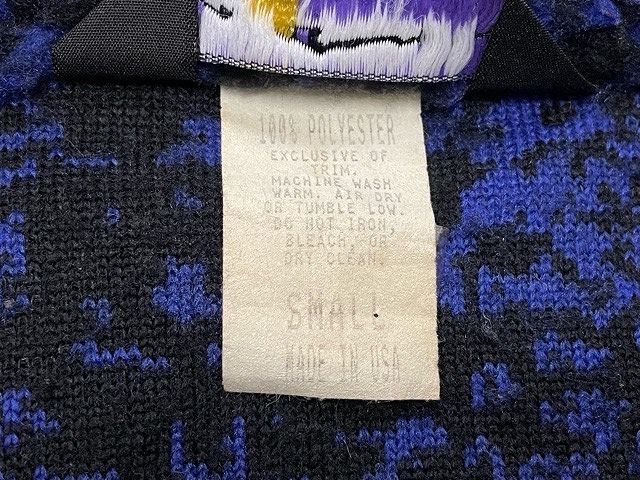 100% POLYESTER
EXCLUSIVE OF
TRIM.
MACHINE WASH
WARM. AIR DRY
OR TUMBLE LOW.
DO NOT IRON,
BLEACH, OR
DRY CLEAN.
SMALL
MADE IN USA